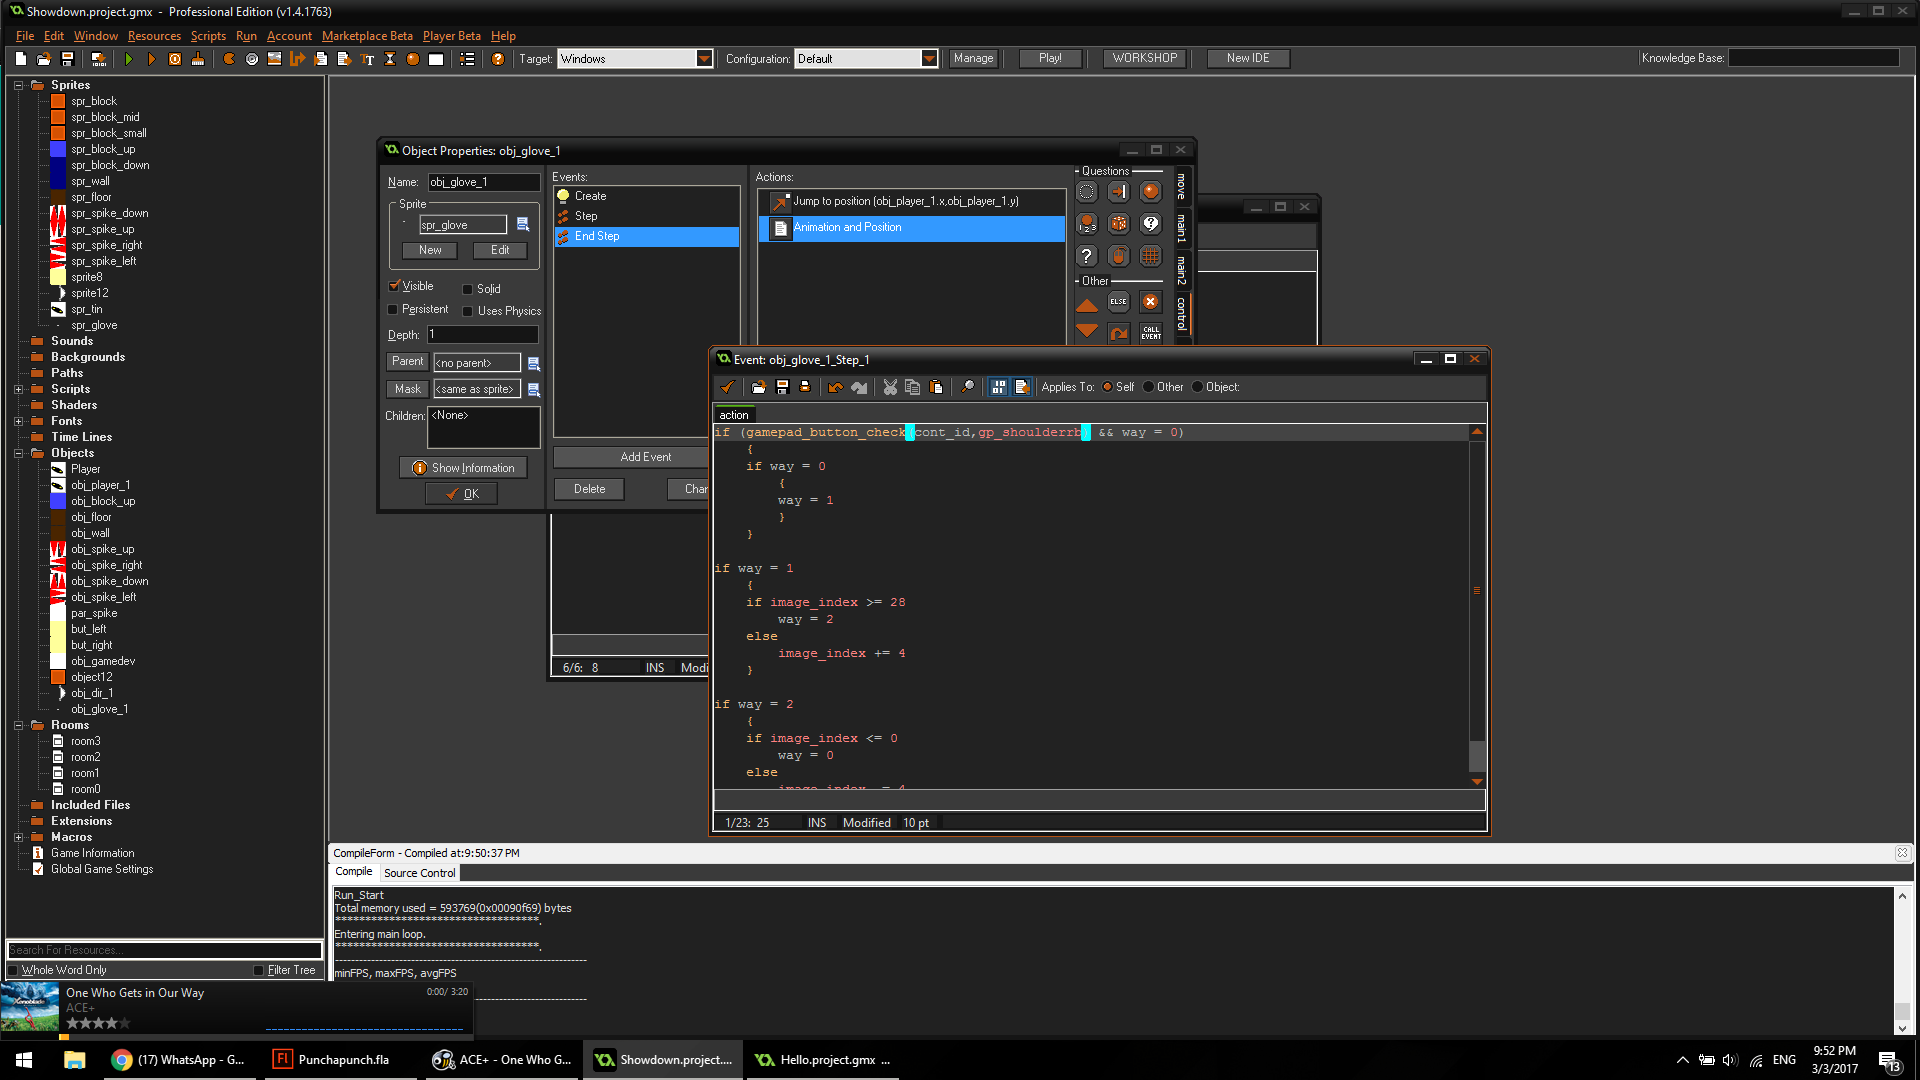 Showdown.project.gmx - Professional Edition (v1.4.1763)
File Edit Window Resources Scripts Run Account Marketplace Beta Player Beta Help
Target: Windows Configuration: Default Manage Play! WORKSHOP New IDE Knowledge Base:
Sprites
spr_block
spr_block_mid
spr_block_small
spr_block_up
spr_block_down
spr_wall
spr_floor
spr_spike_down
spr_spike_up
spr_spike_right
spr_spike_left
sprite8
sprite12
spr_tin
spr_glove
Sounds
Backgrounds
Paths
Scripts
Shaders
Fonts
Time Lines
Objects
Player
obj_player_1
obj_block_up
obj_floor
obj_wall
obj_spike_up
obj_spike_right
obj_spike_down
obj_spike_left
par_spike
but_left
but_right
obj_gamedev
object12
obj_dir_1
obj_glove_1
Rooms
room3
room2
room1
room0
Included Files
Extensions
Macros
Game Information
Global Game Settings
Search For Resources...
Whole Word Only Filter Tree
Object Properties: obj_glove_1
Name: obj_glove_1
Sprite
spr_glove
New Edit
Visible Solid
Persistent Uses Physics
Depth: 1
Parent <no parent>
Mask <same as sprite>
Children: <None>
Show Information
OK
Events:
Create
Step
End Step
Add Event
Delete Chan
Actions:
Jump to position (obj_player_1.x,obj_player_1.y)
Animation and Position
Questions
Other
ELSE
CALL EVENT
move
main1
main2
control
6/6: 8 INS Modi
Event: obj_glove_1_Step_1
Applies To: Self Other Object:
action
if (gamepad_button_check(cont_id,gp_shoulderrb) && way = 0)
{
if way = 0
{
way = 1
}
}
if way = 1
{
if image_index >= 28
way = 2
else
image_index += 4
}
if way = 2
{
if image_index <= 0
way = 0
else
image_index -= 4
1/23: 25 INS Modified 10 pt
CompileForm - Compiled at:9:50:37 PM
Compile Source Control
Run_Start
Total memory used = 593769(0x00090f69) bytes
***********************************.
Entering main loop.
***********************************.
minFPS, maxFPS, avgFPS
One Who Gets in Our Way 0:00/ 3:20
ACE+
Xenoblade
(17) WhatsApp - G... Punchapunch.fla ACE+ - One Who G... Showdown.project.... Hello.project.gmx ...
ENG 9:52 PM
3/3/2017
13